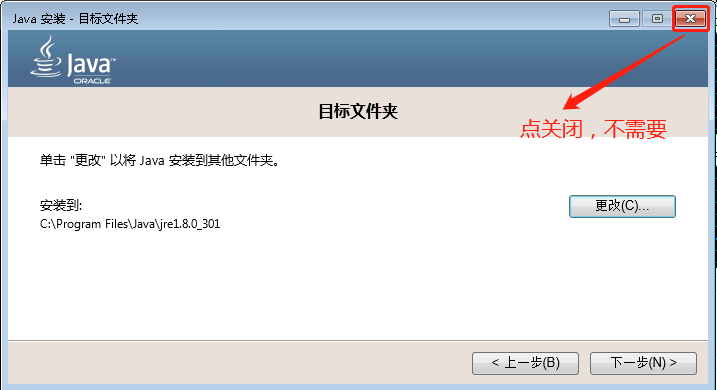 Java 安装 - 目标文件夹
Java™
ORACLE
目标文件夹
点关闭，不需要
单击 "更改" 以将 Java 安装到其他文件夹。
安装到:
更改(C)...
C:\Program Files\Java\jre1.8.0_301
< 上一步(B)
下一步(N) >